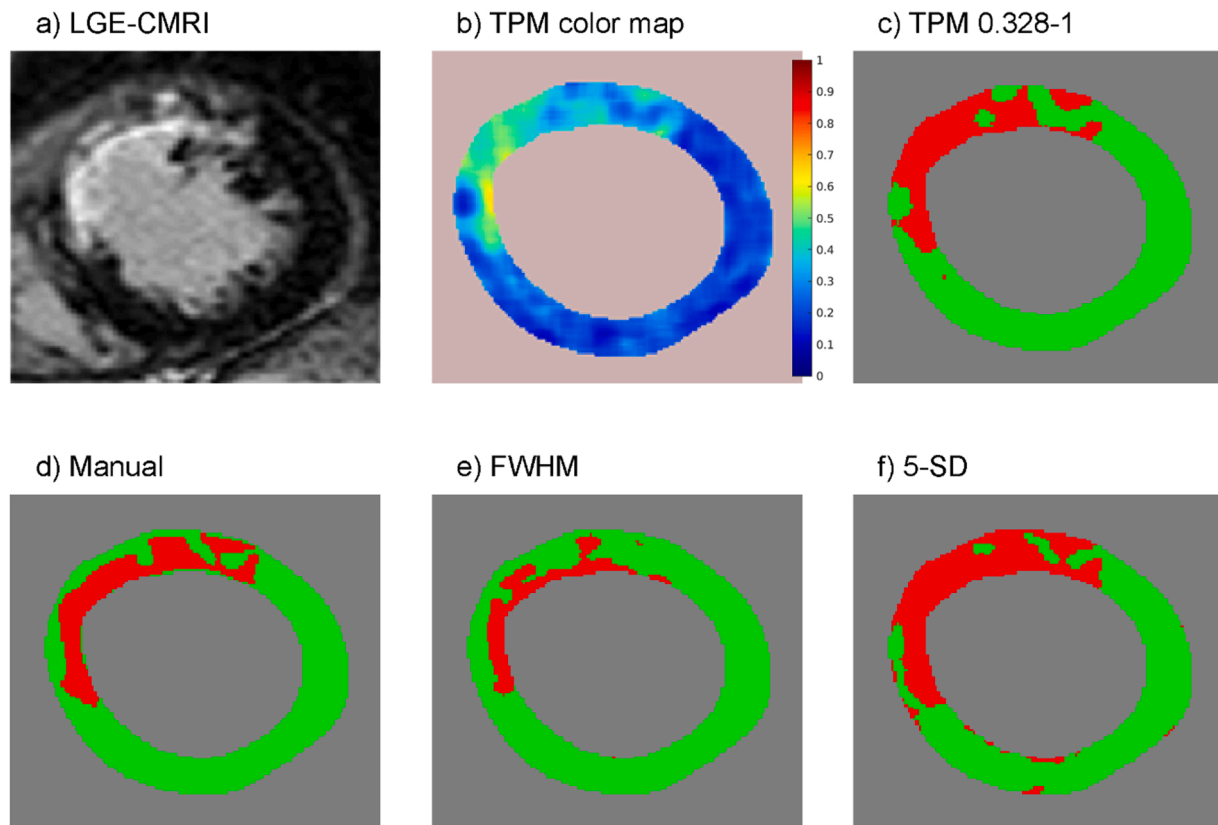 a) LGE-CMRI
b) TPM color map
c) TPM 0.328-1
1
0.9
0.8
0.7
0.6
0.5
0.4
0.3
0.2
0.1
0
d) Manual
e) FWHM
f) 5-SD